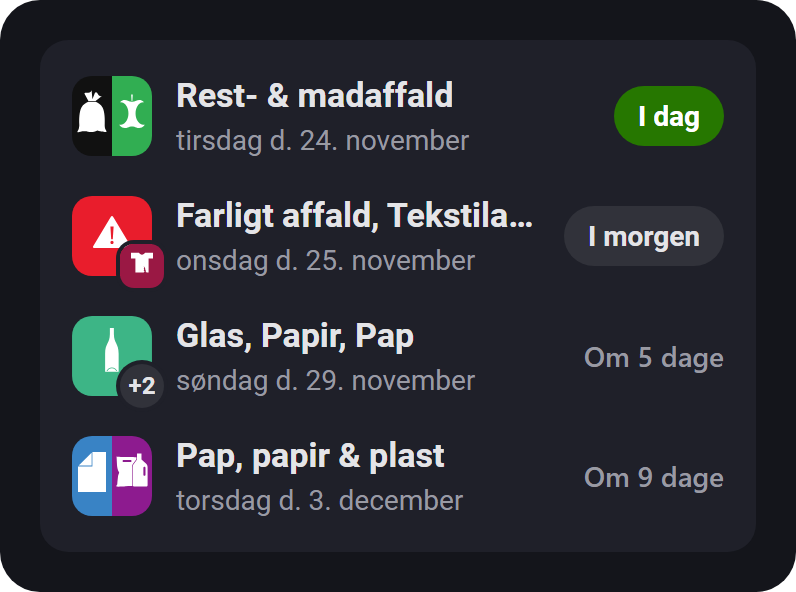 Rest- & madaffald
tirsdag d. 24. november
I dag
Farligt affald, Tekstila...
onsdag d. 25. november
I morgen
+2
Glas, Papir, Pap
søndag d. 29. november
Om 5 dage
Pap, papir & plast
torsdag d. 3. december
Om 9 dage